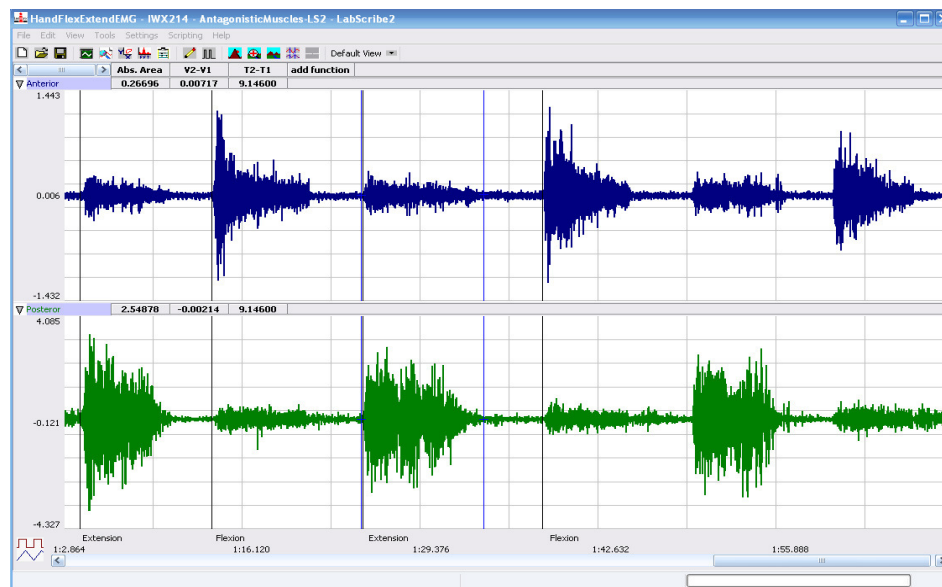 HandFlexExtendEMG - IWX214 - AntagonisticMuscles-LS2 - LabScribe2
File Edit View Tools Settings Scripting Help
Default View
Abs. Area V2-V1 T2-T1 add function
Anterior 0.26696 0.00717 9.14600
1.443
0.006
-1.432
Posteror 2.54878 -0.00214 9.14600
4.085
-0.121
-4.327
Extension Flexion Extension Flexion
1:2.864 1:16.120 1:29.376 1:42.632 1:55.888